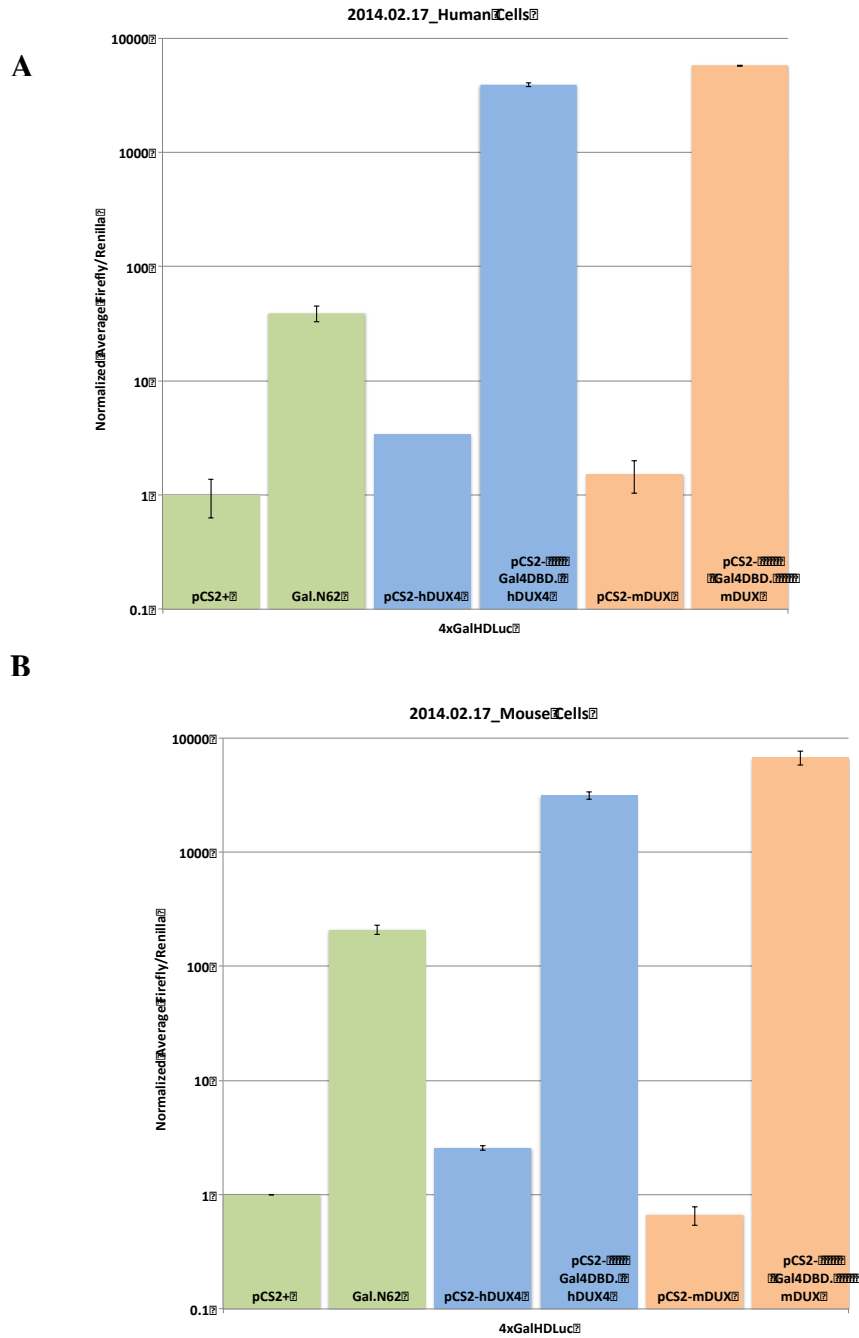 2014.02.17_Human Cells
A
10000
1000
100
10
1
0.1
Normalized Average Firefly/Renilla
pCS2+
Gal.N62
pCS2-hDUX4
pCS2-
Gal4DBD.
hDUX4
pCS2-mDUX
pCS2-
Gal4DBD.
mDUX
4xGalHDLuc
B
2014.02.17_Mouse Cells
10000
1000
100
10
1
0.1
Normalized Average Firefly/Renilla
pCS2+
Gal.N62
pCS2-hDUX4
pCS2-
Gal4DBD.
hDUX4
pCS2-mDUX
pCS2-
Gal4DBD.
mDUX
4xGalHDLuc